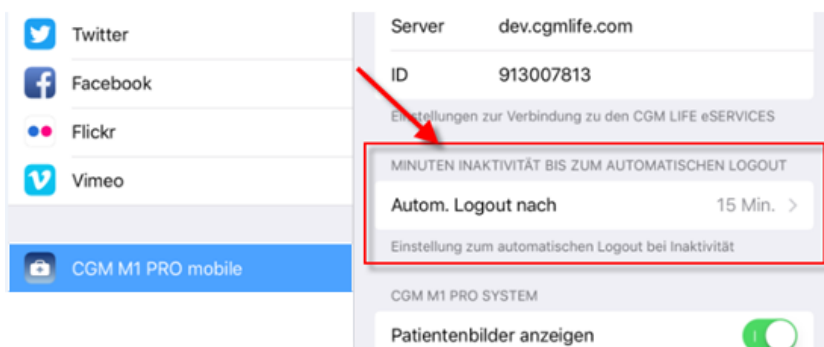 Twitter
Facebook
Flickr
Vimeo
CGM M1 PRO mobile
Server dev.cgmlife.com
ID 913007813
Einstellungen zur Verbindung zu den CGM LIFE eSERVICES
MINUTEN INAKTIVITÄT BIS ZUM AUTOMATISCHEN LOGOUT
Autom. Logout nach 15 Min. >
Einstellung zum automatischen Logout bei Inaktivität
CGM M1 PRO SYSTEM
Patientenbilder anzeigen